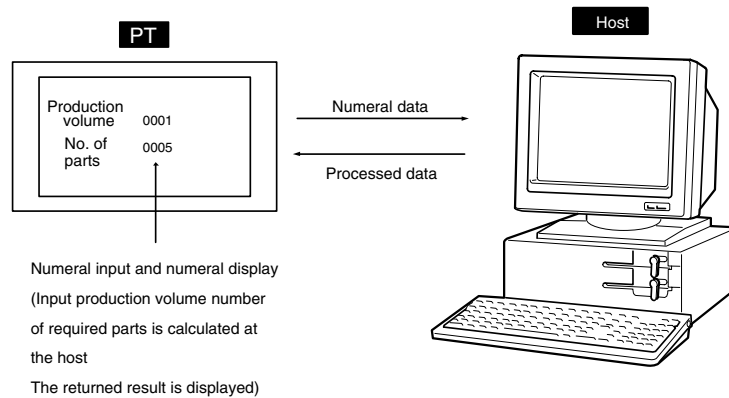 PT
Host
Production
volume 0001
No. of
parts 0005
Numeral data
Processed data
Numeral input and numeral display
(Input production volume number
of required parts is calculated at
the host
The returned result is displayed)